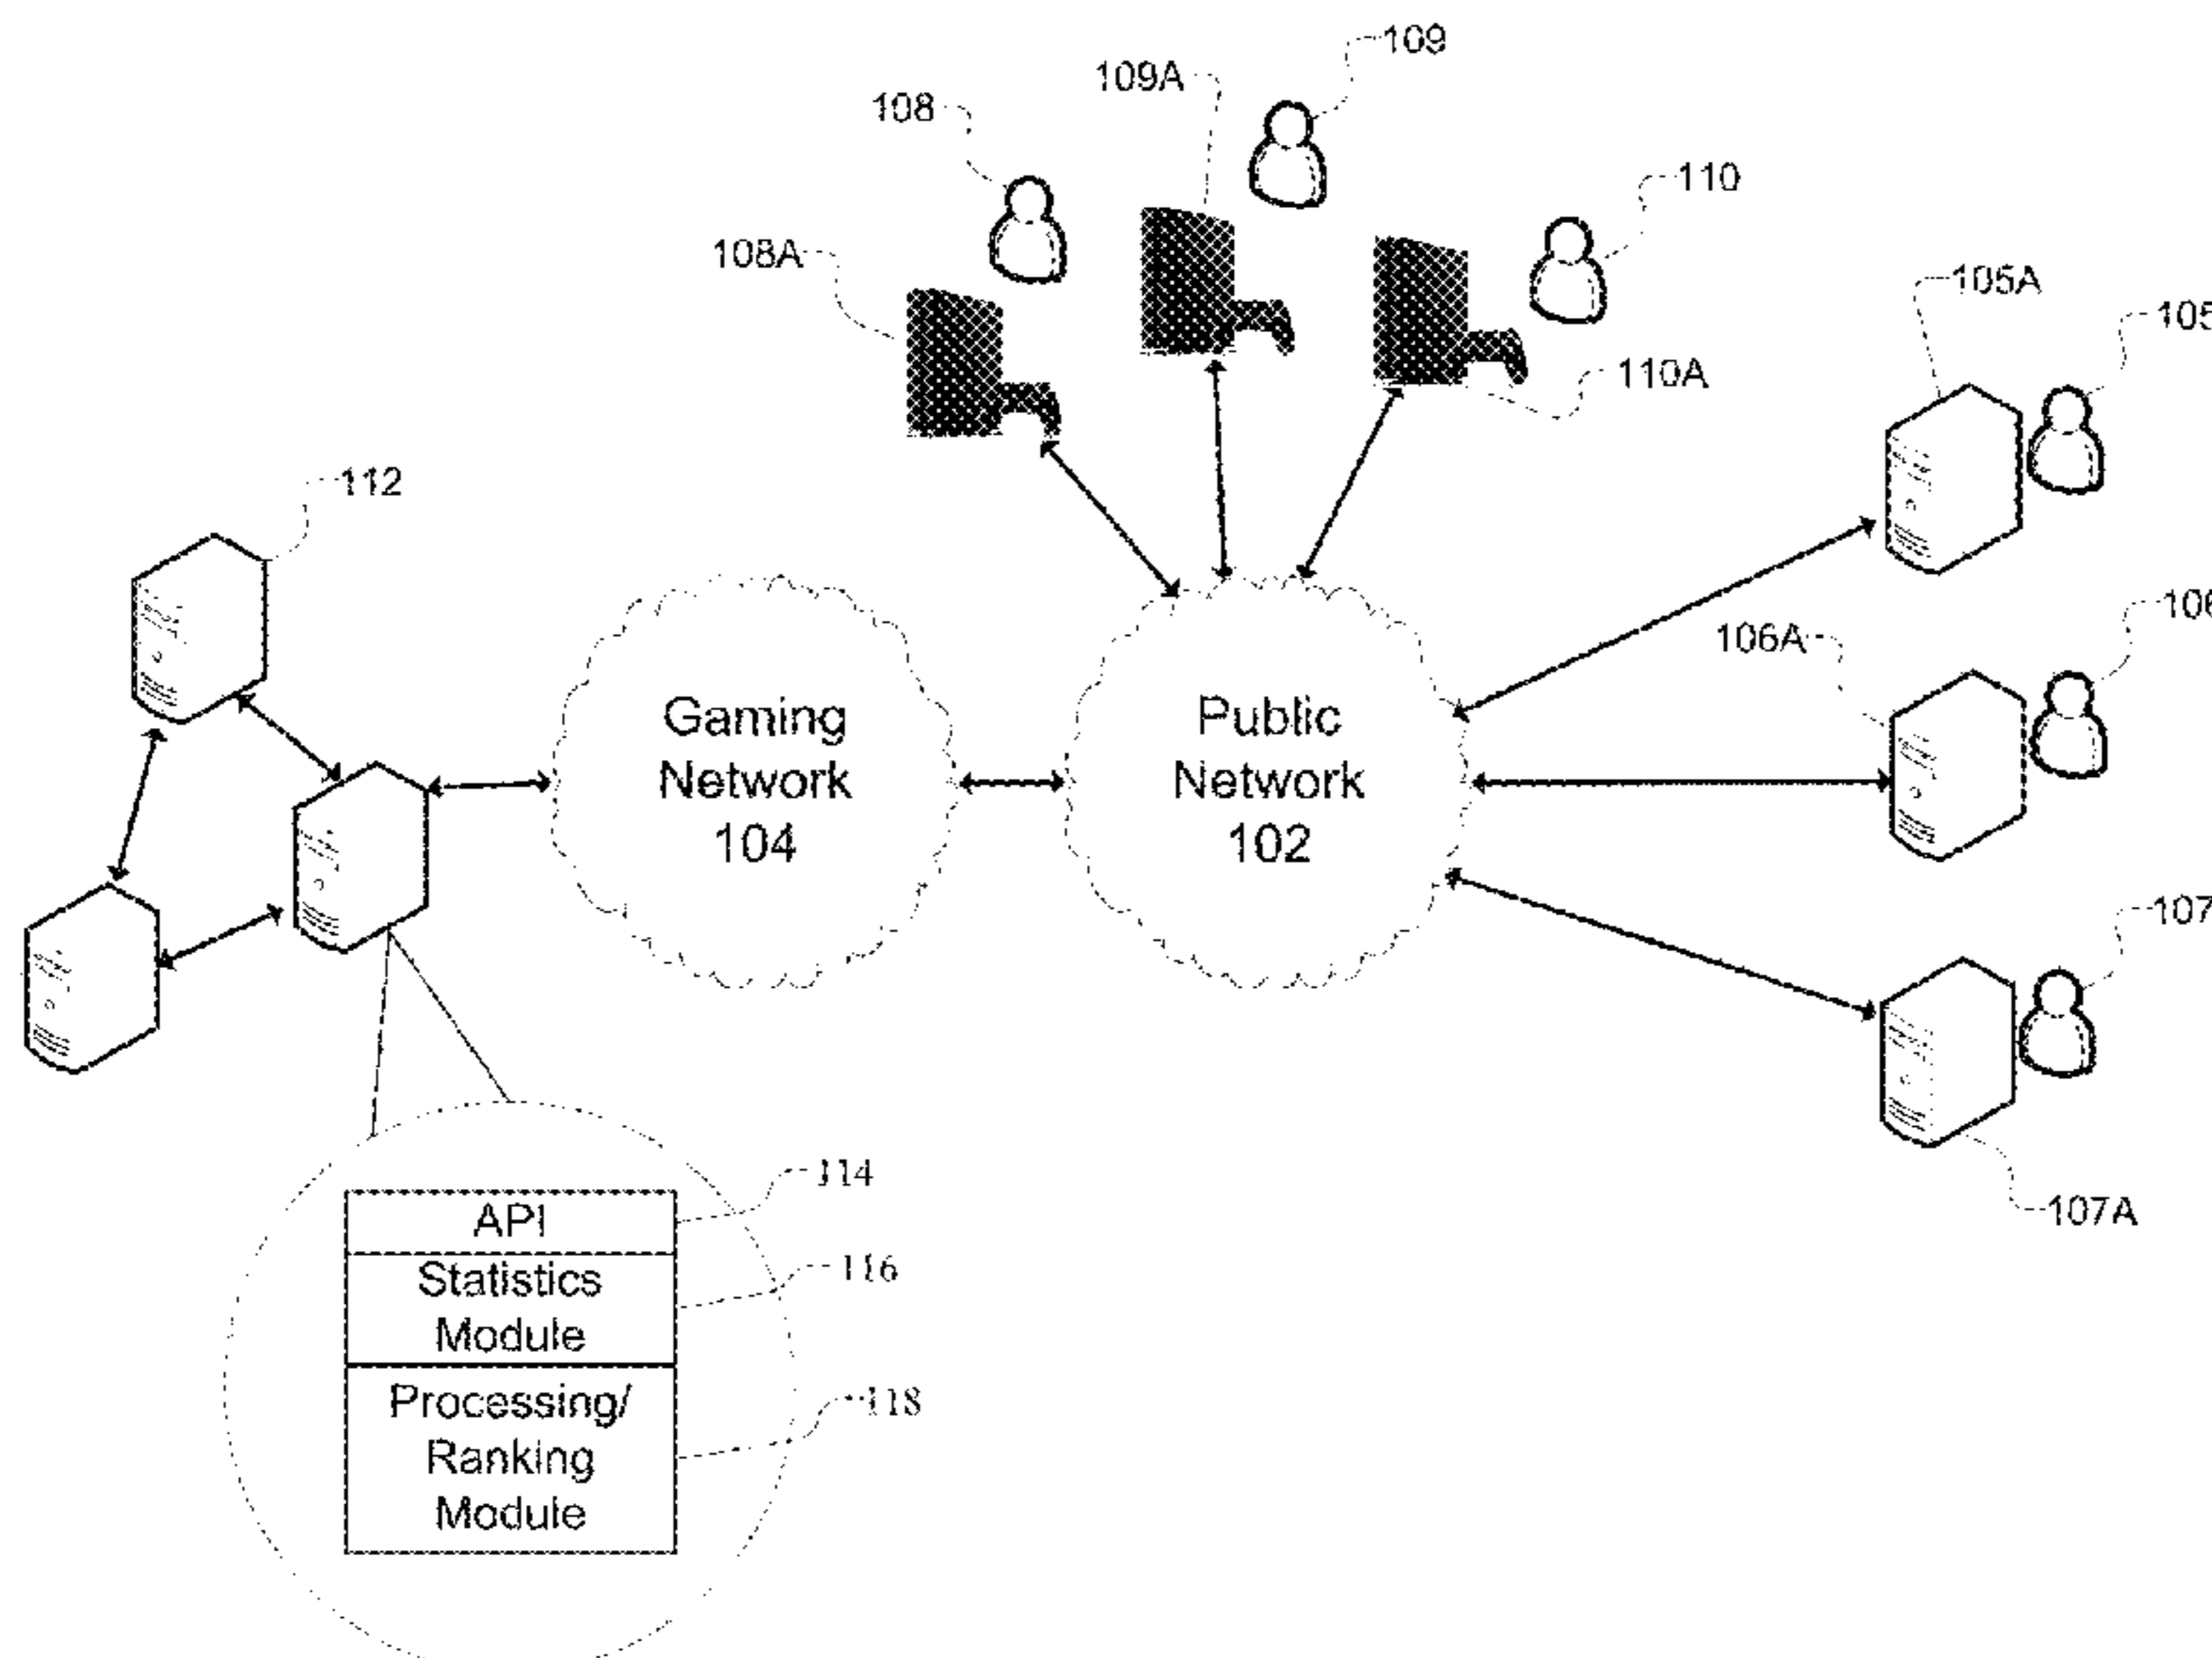 109
109A
108
110
108A
105A
105
110A
112
106
106A
Gaming
Network
104
Public
Network
102
107
114
API
107A
Statistics
Module
116
Processing/
Ranking
Module
118